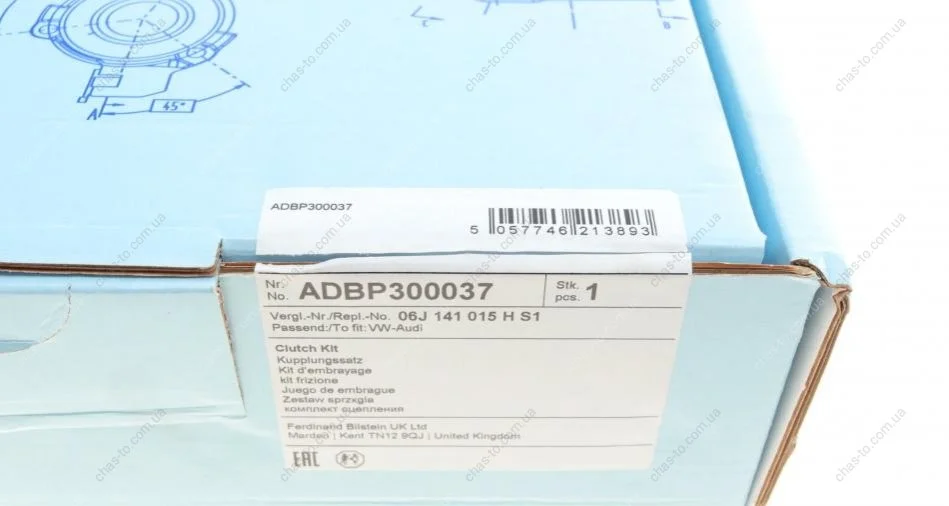 A
45°
B
ADBP300037
5 057746 213893
Nr.
No. ADBP300037
Stk.
pcs. 1
Vergl.-Nr./Repl.-No. 06J 141 015 H S1
Passend:/To fit: VW-Audi
Clutch Kit
Kupplungssatz
Kit d'embrayage
kit frizione
Juego de embrague
Zestaw sprzęgła
комплект сцепления
Ferdinand Bilstein UK Ltd
Marden | Kent TN12 9QJ | United Kingdom
EAC
chas-to.com.ua